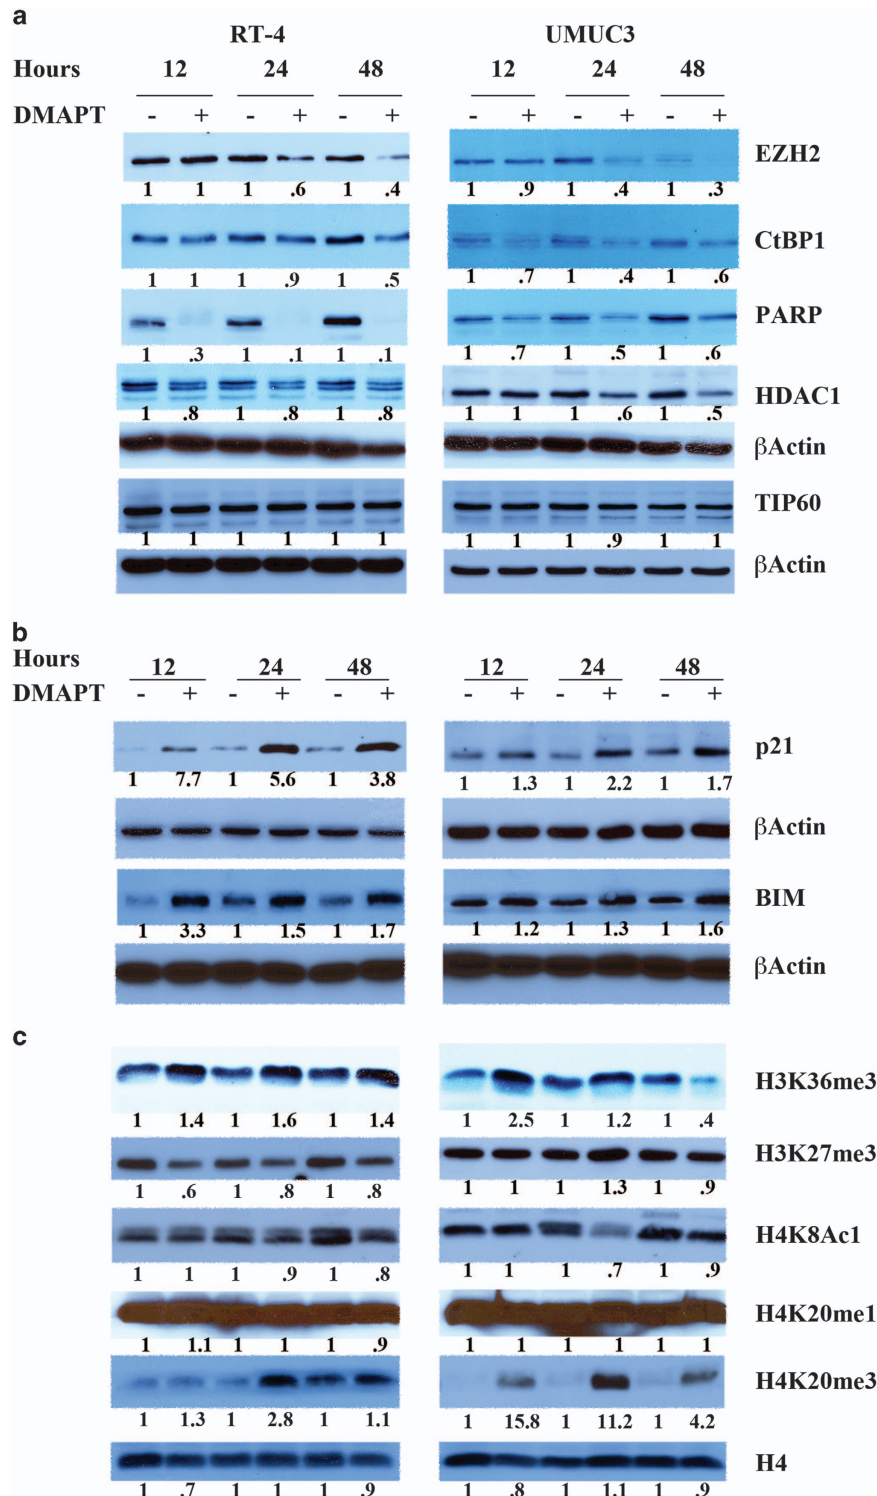 a
RT-4 UMUC3
Hours 12 24 48 12 24 48
DMAPT - + - + - + - + - + - +
EZH2
1 1 1 .6 1 .4 1 .9 1 .4 1 .3
CtBP1
1 1 1 .9 1 .5 1 .7 1 .4 1 .6
PARP
1 .3 1 .1 1 .1 1 .7 1 .5 1 .6
HDAC1
1 .8 1 .8 1 .8 1 1 1 .6 1 .5
βActin
TIP60
1 1 1 1 1 1 1 1 1 .9 1 1
βActin
b
Hours 12 24 48 12 24 48
DMAPT - + - + - + - + - + - +
p21
1 7.7 1 5.6 1 3.8 1 1.3 1 2.2 1 1.7
βActin
BIM
1 3.3 1 1.5 1 1.7 1 1.2 1 1.3 1 1.6
βActin
c
H3K36me3
1 1.4 1 1.6 1 1.4 1 2.5 1 1.2 1 .4
H3K27me3
1 .6 1 .8 1 .8 1 1 1 1.3 1 .9
H4K8Ac1
1 1 1 .9 1 .8 1 1 1 .7 1 .9
H4K20me1
1 1.1 1 1 1 .9 1 1 1 1 1 1
H4K20me3
1 1.3 1 2.8 1 1.1 1 15.8 1 11.2 1 4.2
H4
1 .7 1 1 1 .9 1 .8 1 1.1 1 .9